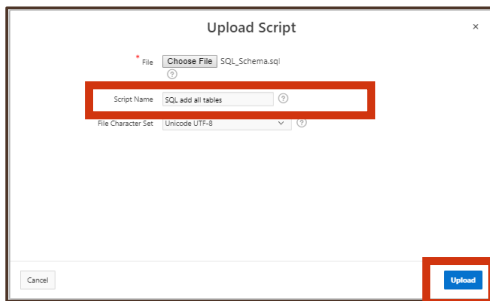 Upload Script ×
* File Choose File SQL_Schema.sql
?
Script Name SQL add all tables ?
File Character Set Unicode UTF-8 ?
Cancel Upload